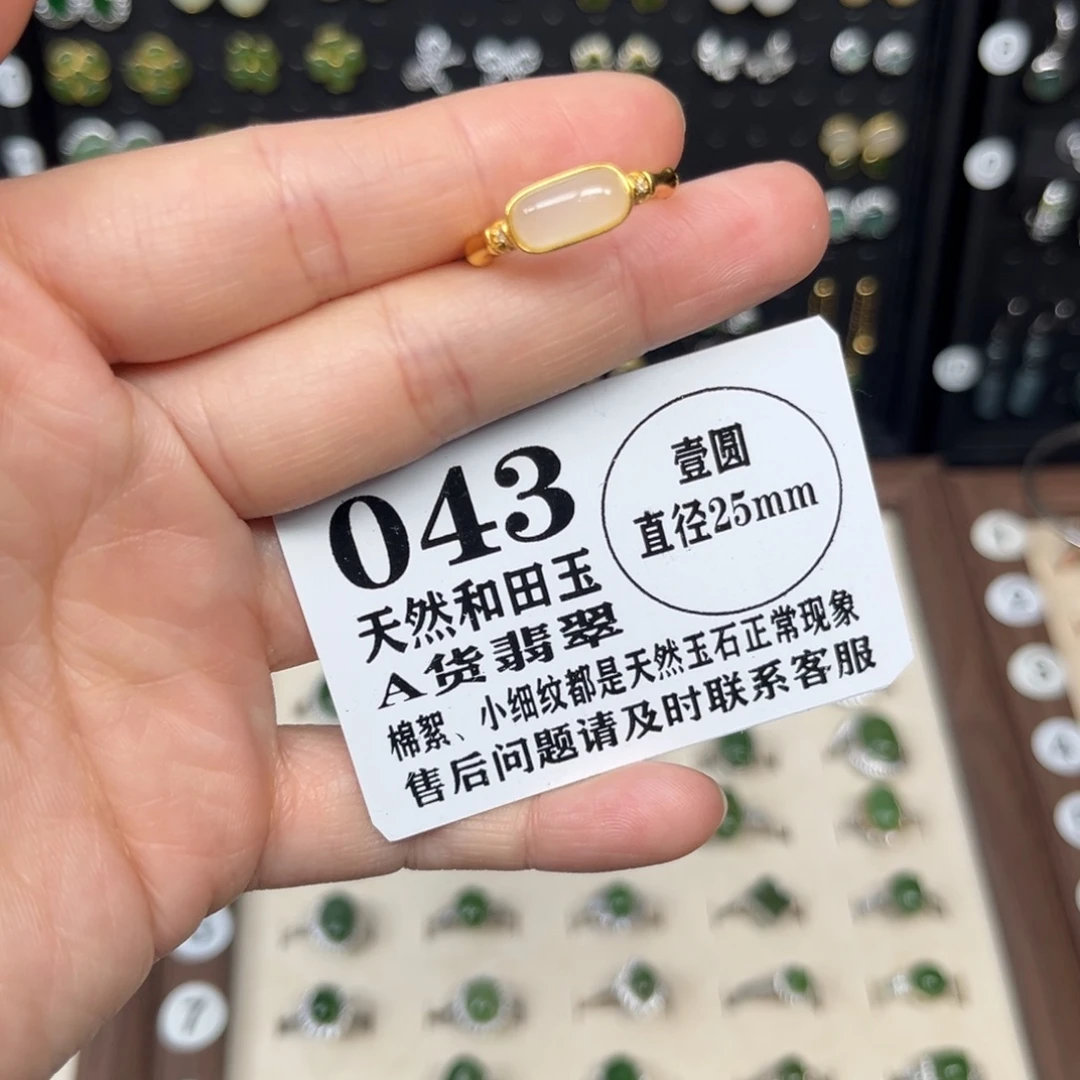 043
壹圆
直径25mm
天然和田玉
A货翡翠
棉絮、小细纹都是天然玉石正常现象
售后问题请及时联系客服
7